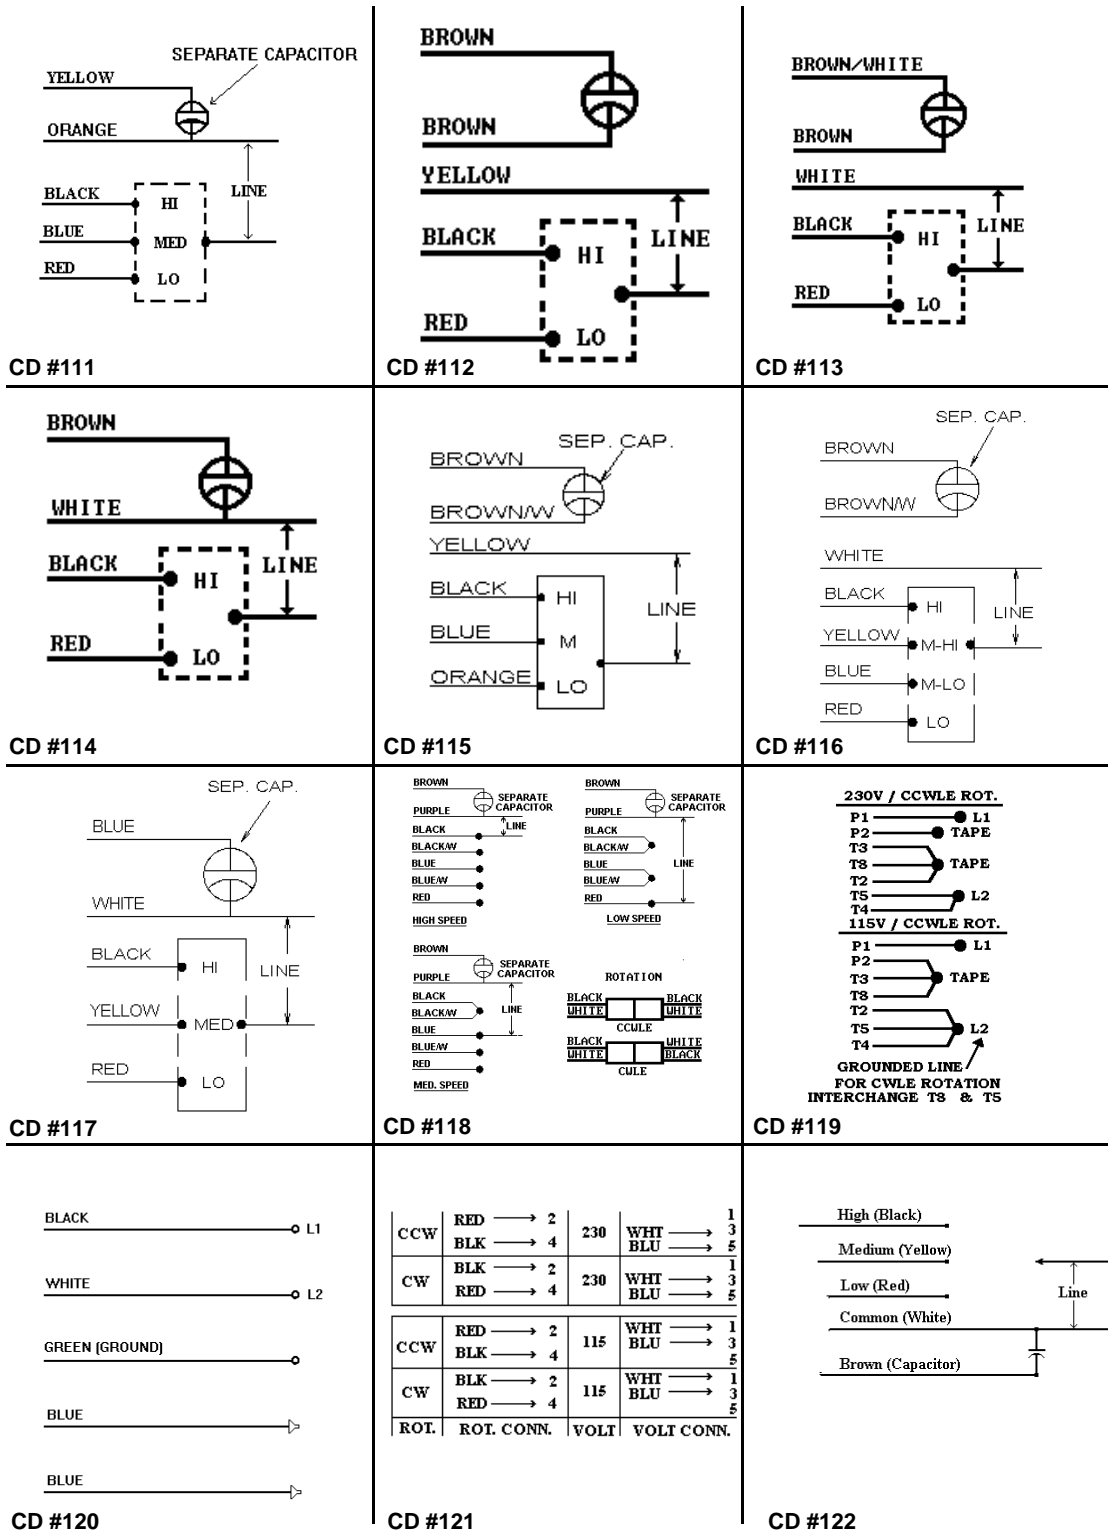 SEPARATE CAPACITOR
YELLOW
ORANGE
BLACK
HI
LINE
BLUE
MED
RED
LO
CD #111
BROWN
BROWN
YELLOW
BLACK
HI
LINE
RED
LO
CD #112
BROWN/WHITE
BROWN
WHITE
BLACK
HI
LINE
RED
LO
CD #113
BROWN
WHITE
BLACK
HI
LINE
RED
LO
CD #114
SEP. CAP.
BROWN
BROWN/W
YELLOW
BLACK
HI
LINE
BLUE
M
ORANGE
LO
CD #115
SEP. CAP.
BROWN
BROWN/W
WHITE
BLACK
HI
LINE
YELLOW
M-HI
BLUE
M-LO
RED
LO
CD #116
SEP. CAP.
BLUE
WHITE
BLACK
HI
LINE
YELLOW
MED
RED
LO
CD #117
BROWN
SEPARATE
CAPACITOR
PURPLE
LINE
BLACK
BLACK/W
BLUE
BLUE/W
RED
HIGH SPEED
BROWN
SEPARATE
CAPACITOR
PURPLE
BLACK
BLACK/W
BLUE
LINE
BLUE/W
RED
LOW SPEED
BROWN
SEPARATE
CAPACITOR
PURPLE
BLACK
LINE
BLACK/W
BLUE
BLUE/W
RED
MED. SPEED
ROTATION
BLACK BLACK
WHITE WHITE
CCWLE
BLACK WHITE
WHITE BLACK
CWLE
CD #118
230V / CCWLE ROT.
P1 L1
P2 TAPE
T3
T8 TAPE
T2
T5 L2
T4
115V / CCWLE ROT.
P1 L1
P2
T3 TAPE
T8
T2
T5 L2
T4
GROUNDED LINE
FOR CWLE ROTATION
INTERCHANGE T8 & T5
CD #119
BLACK L1
WHITE L2
GREEN (GROUND)
BLUE
BLUE
CD #120
CCW RED 2 230 WHT 1
BLK 4 BLU 3
5
CW BLK 2 230 WHT 1
RED 4 BLU 3
5
CCW RED 2 115 WHT 1
BLK 4 BLU 3
5
CW BLK 2 115 WHT 1
RED 4 BLU 3
5
ROT. ROT. CONN. VOLT VOLT CONN.
CD #121
High (Black)
Medium (Yellow)
Low (Red)
Line
Common (White)
Brown (Capacitor)
CD #122